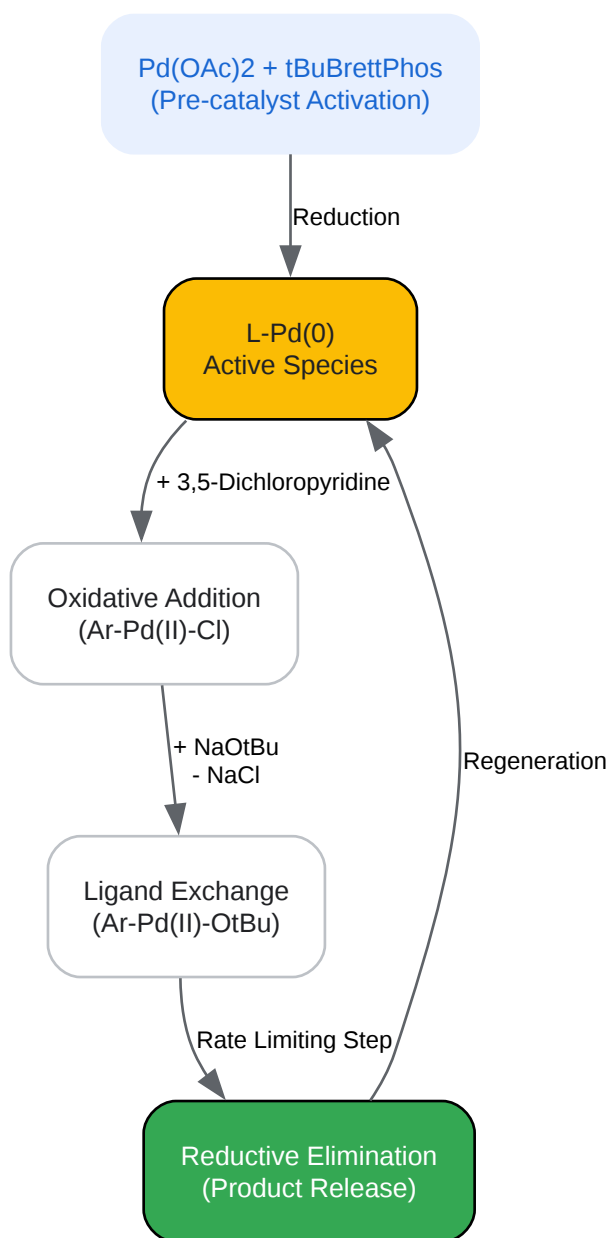 Pd(OAc)2 + tBuBrettPhos
(Pre-catalyst Activation)
Reduction
L-Pd(0)
Active Species
+ 3,5-Dichloropyridine
Oxidative Addition
(Ar-Pd(II)-Cl)
+ NaOtBu
- NaCl
Regeneration
Ligand Exchange
(Ar-Pd(II)-OtBu)
Rate Limiting Step
Reductive Elimination
(Product Release)